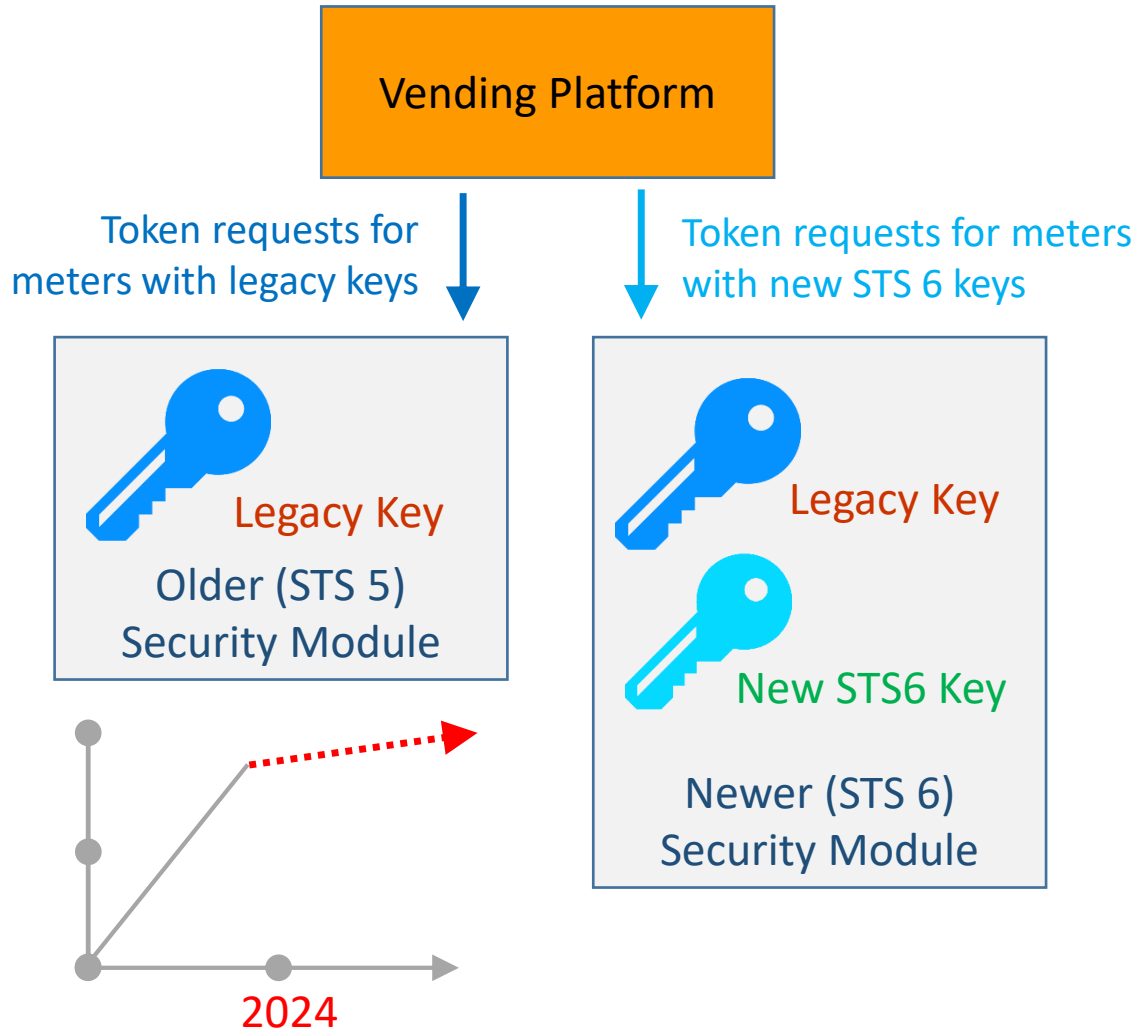 Vending Platform
Token requests for
meters with legacy keys
Token requests for meters
with new STS 6 keys
Legacy Key
Older (STS 5)
Security Module
Legacy Key
New STS6 Key
Newer (STS 6)
Security Module
2024